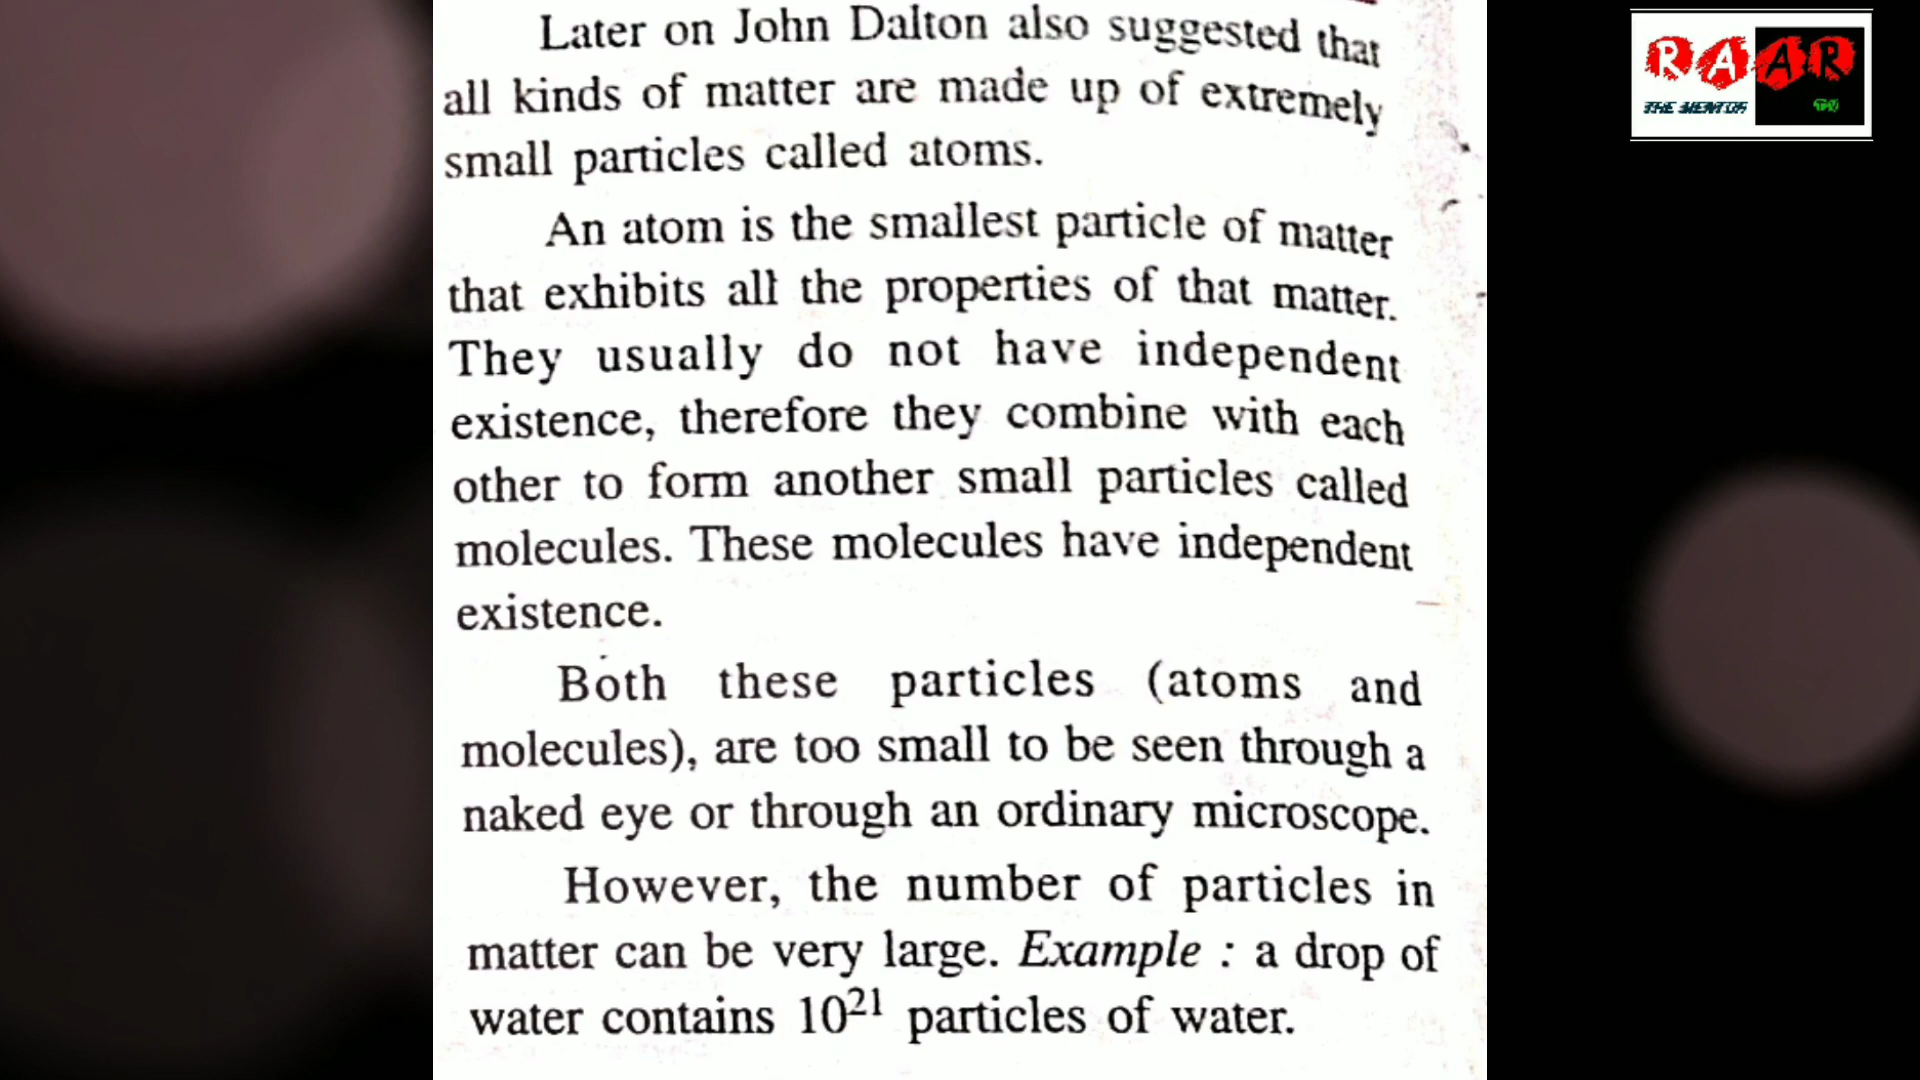 Later on John Dalton also suggested that
all kinds of matter are made up of extremely
small particles called atoms.
An atom is the smallest particle of matter
that exhibits all the properties of that matter.
They usually do not have independent
existence, therefore they combine with each
other to form another small particles called
molecules. These molecules have independent
existence.
Both these particles (atoms and
molecules), are too small to be seen through a
naked eye or through an ordinary microscope.
However, the number of particles in
matter can be very large. Example : a drop of
water contains 10²¹ particles of water.
RAAR
THE MENTOR